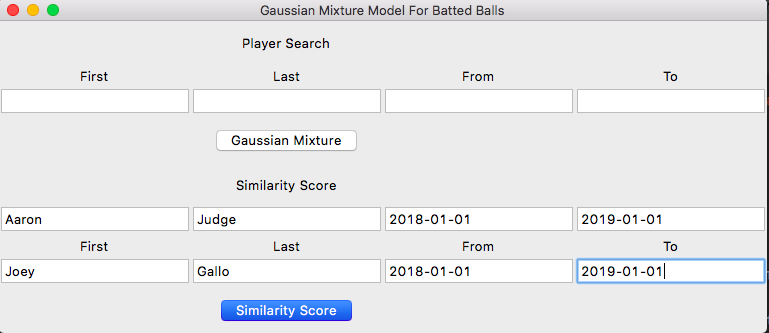 Gaussian Mixture Model For Batted Balls
Player Search
First Last From To
Gaussian Mixture
Similarity Score
Aaron Judge 2018-01-01 2019-01-01
First Last From To
Joey Gallo 2018-01-01 2019-01-01
Similarity Score